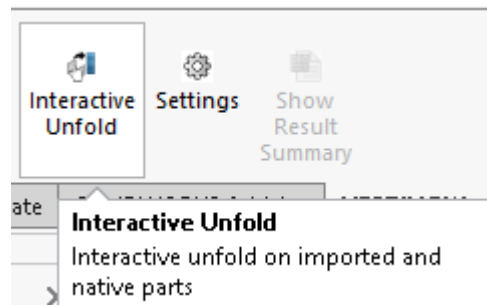 Interactive
Unfold
Settings
Show
Result
Summary
ate
Interactive Unfold
Interactive unfold on imported and
native parts